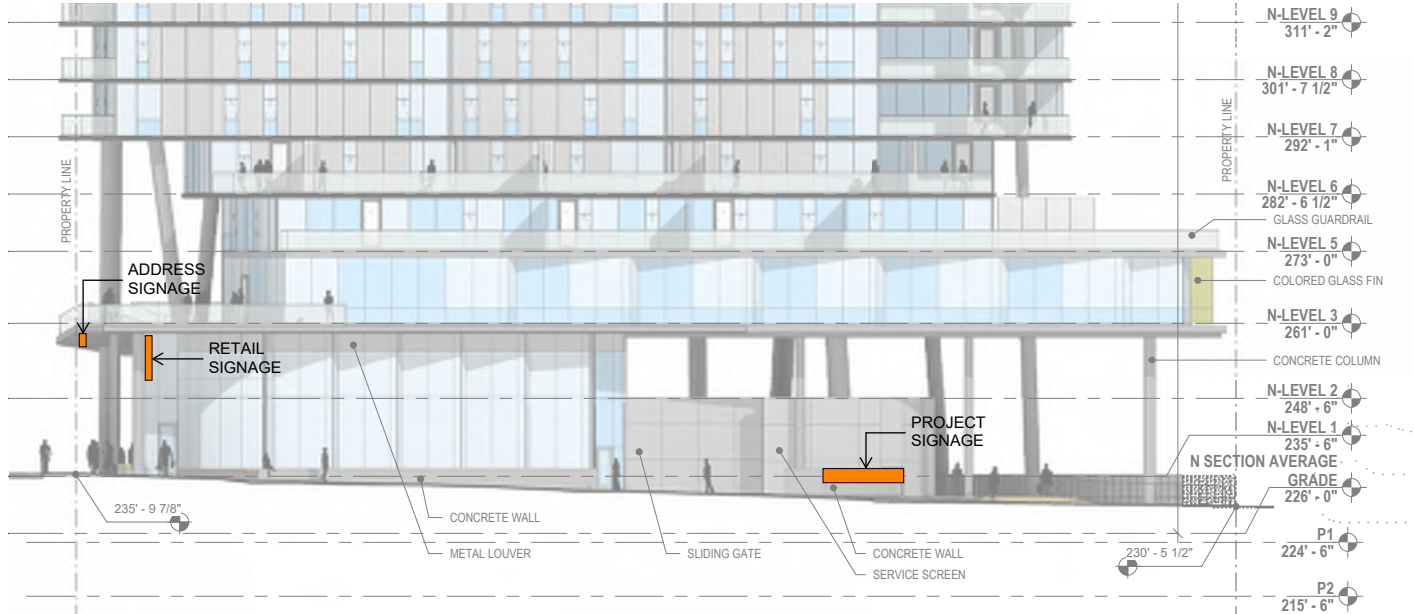 N-LEVEL 9
311' - 2"
N-LEVEL 8
301' - 7 1/2"
PROPERTY LINE
N-LEVEL 7
292' - 1"
PROPERTY LINE
N-LEVEL 6
282' - 6 1/2"
GLASS GUARDRAIL
N-LEVEL 5
273' - 0"
ADDRESS
SIGNAGE
COLORED GLASS FIN
N-LEVEL 3
261' - 0"
RETAIL
SIGNAGE
CONCRETE COLUMN
N-LEVEL 2
248' - 6"
PROJECT
SIGNAGE
N-LEVEL 1
235' - 6"
N SECTION AVERAGE
GRADE
226' - 0"
235' - 9 7/8"
CONCRETE WALL
METAL LOUVER
SLIDING GATE
CONCRETE WALL
SERVICE SCREEN
230' - 5 1/2"
P1
224' - 6"
P2
215' - 6"